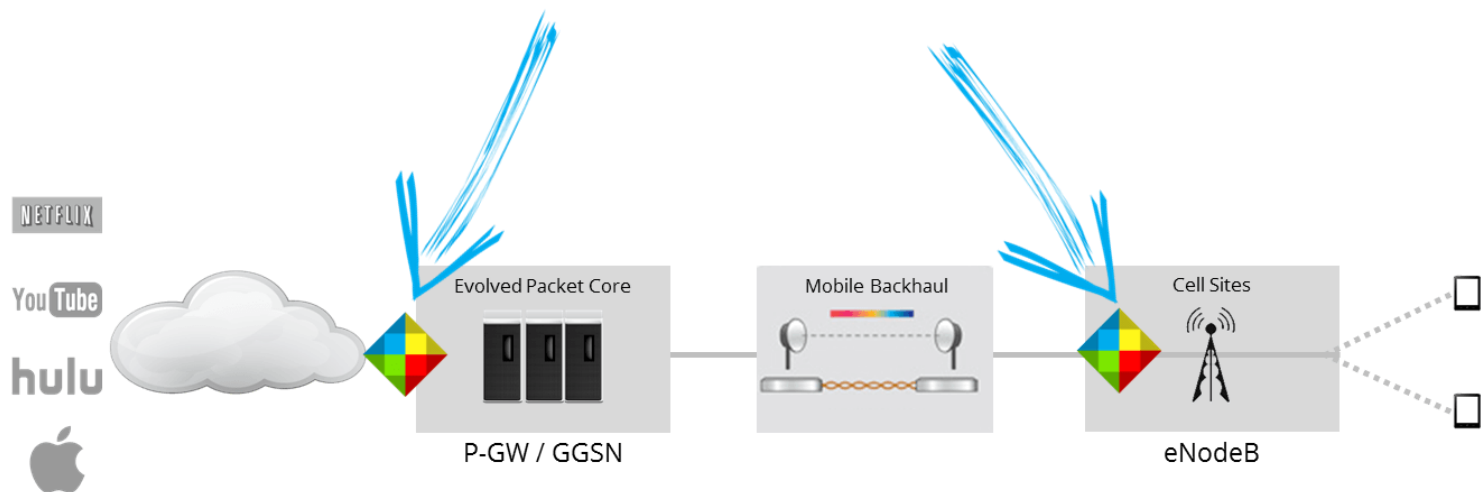 NETFLIX
YouTube
hulu
Evolved Packet Core
P-GW / GGSN
Mobile Backhaul
Cell Sites
eNodeB